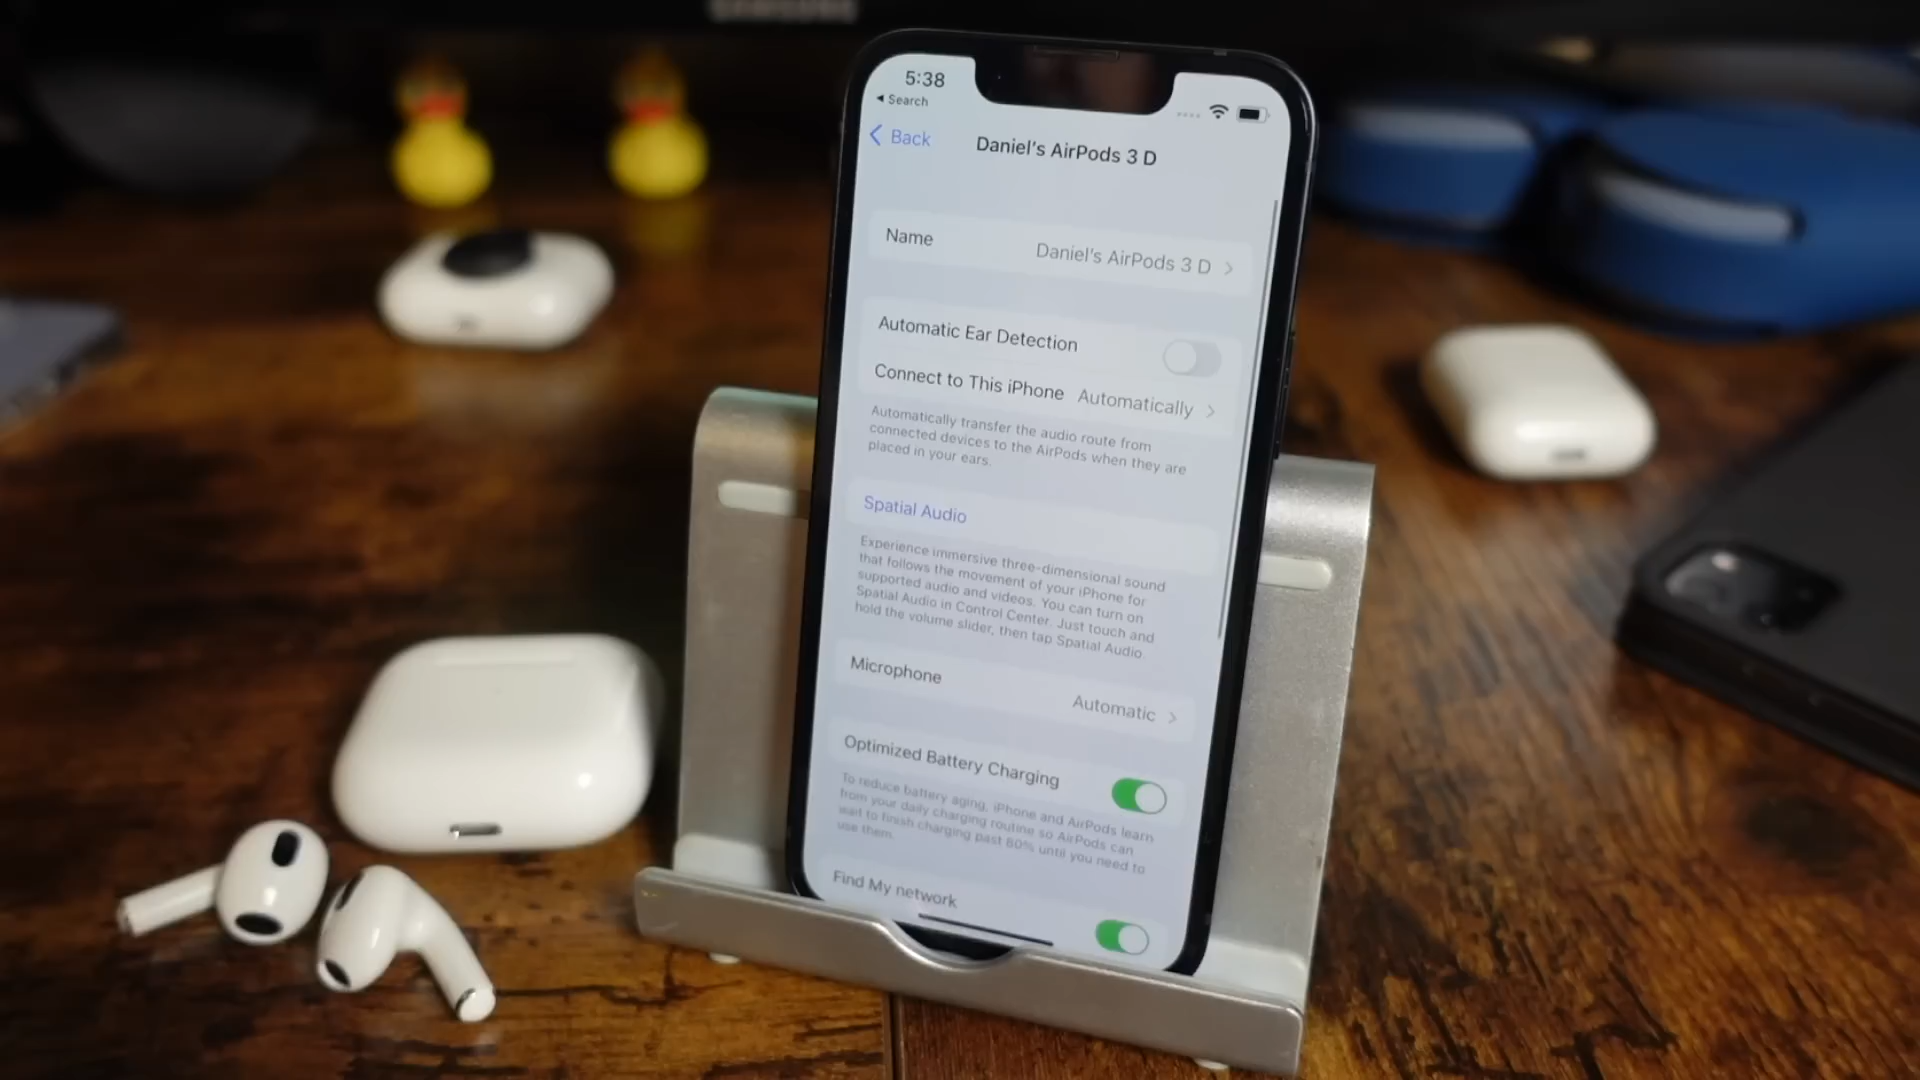 SAMSUNG
5:38
Search
Back
Daniel's AirPods 3 D
Name
Daniel's AirPods 3 D
Automatic Ear Detection
Connect to This iPhone
Automatically
Automatically transfer the audio route from
connected devices to the AirPods when they are
placed in your ears.
Spatial Audio
Experience immersive three-dimensional sound
that follows the movement of your iPhone for
supported audio and videos. You can turn on
Spatial Audio in Control Center. Just touch and
hold the volume slider, then tap Spatial Audio.
Microphone
Automatic
Optimized Battery Charging
To reduce battery aging, iPhone and AirPods learn
from your daily charging routine so AirPods can
wait to finish charging past 80% until you need to
use them.
Find My network